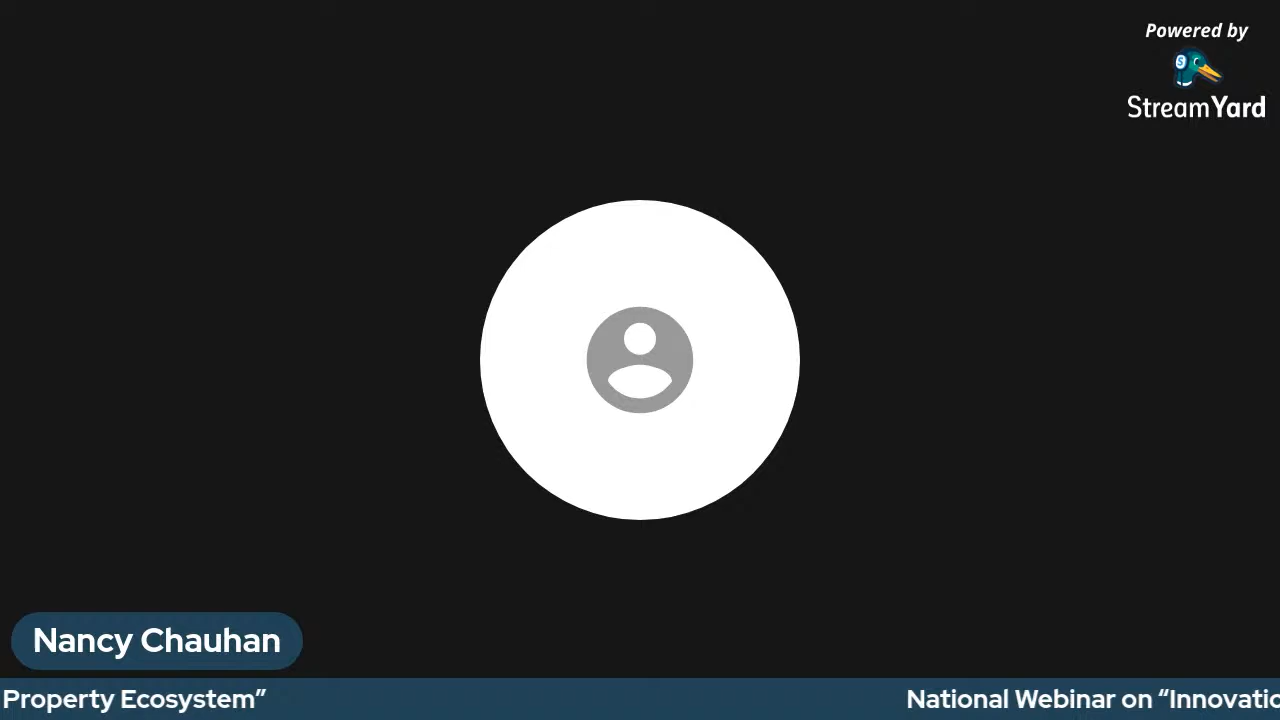 Powered by
StreamYard
Nancy Chauhan
Property Ecosystem”
National Webinar on “Innovatio